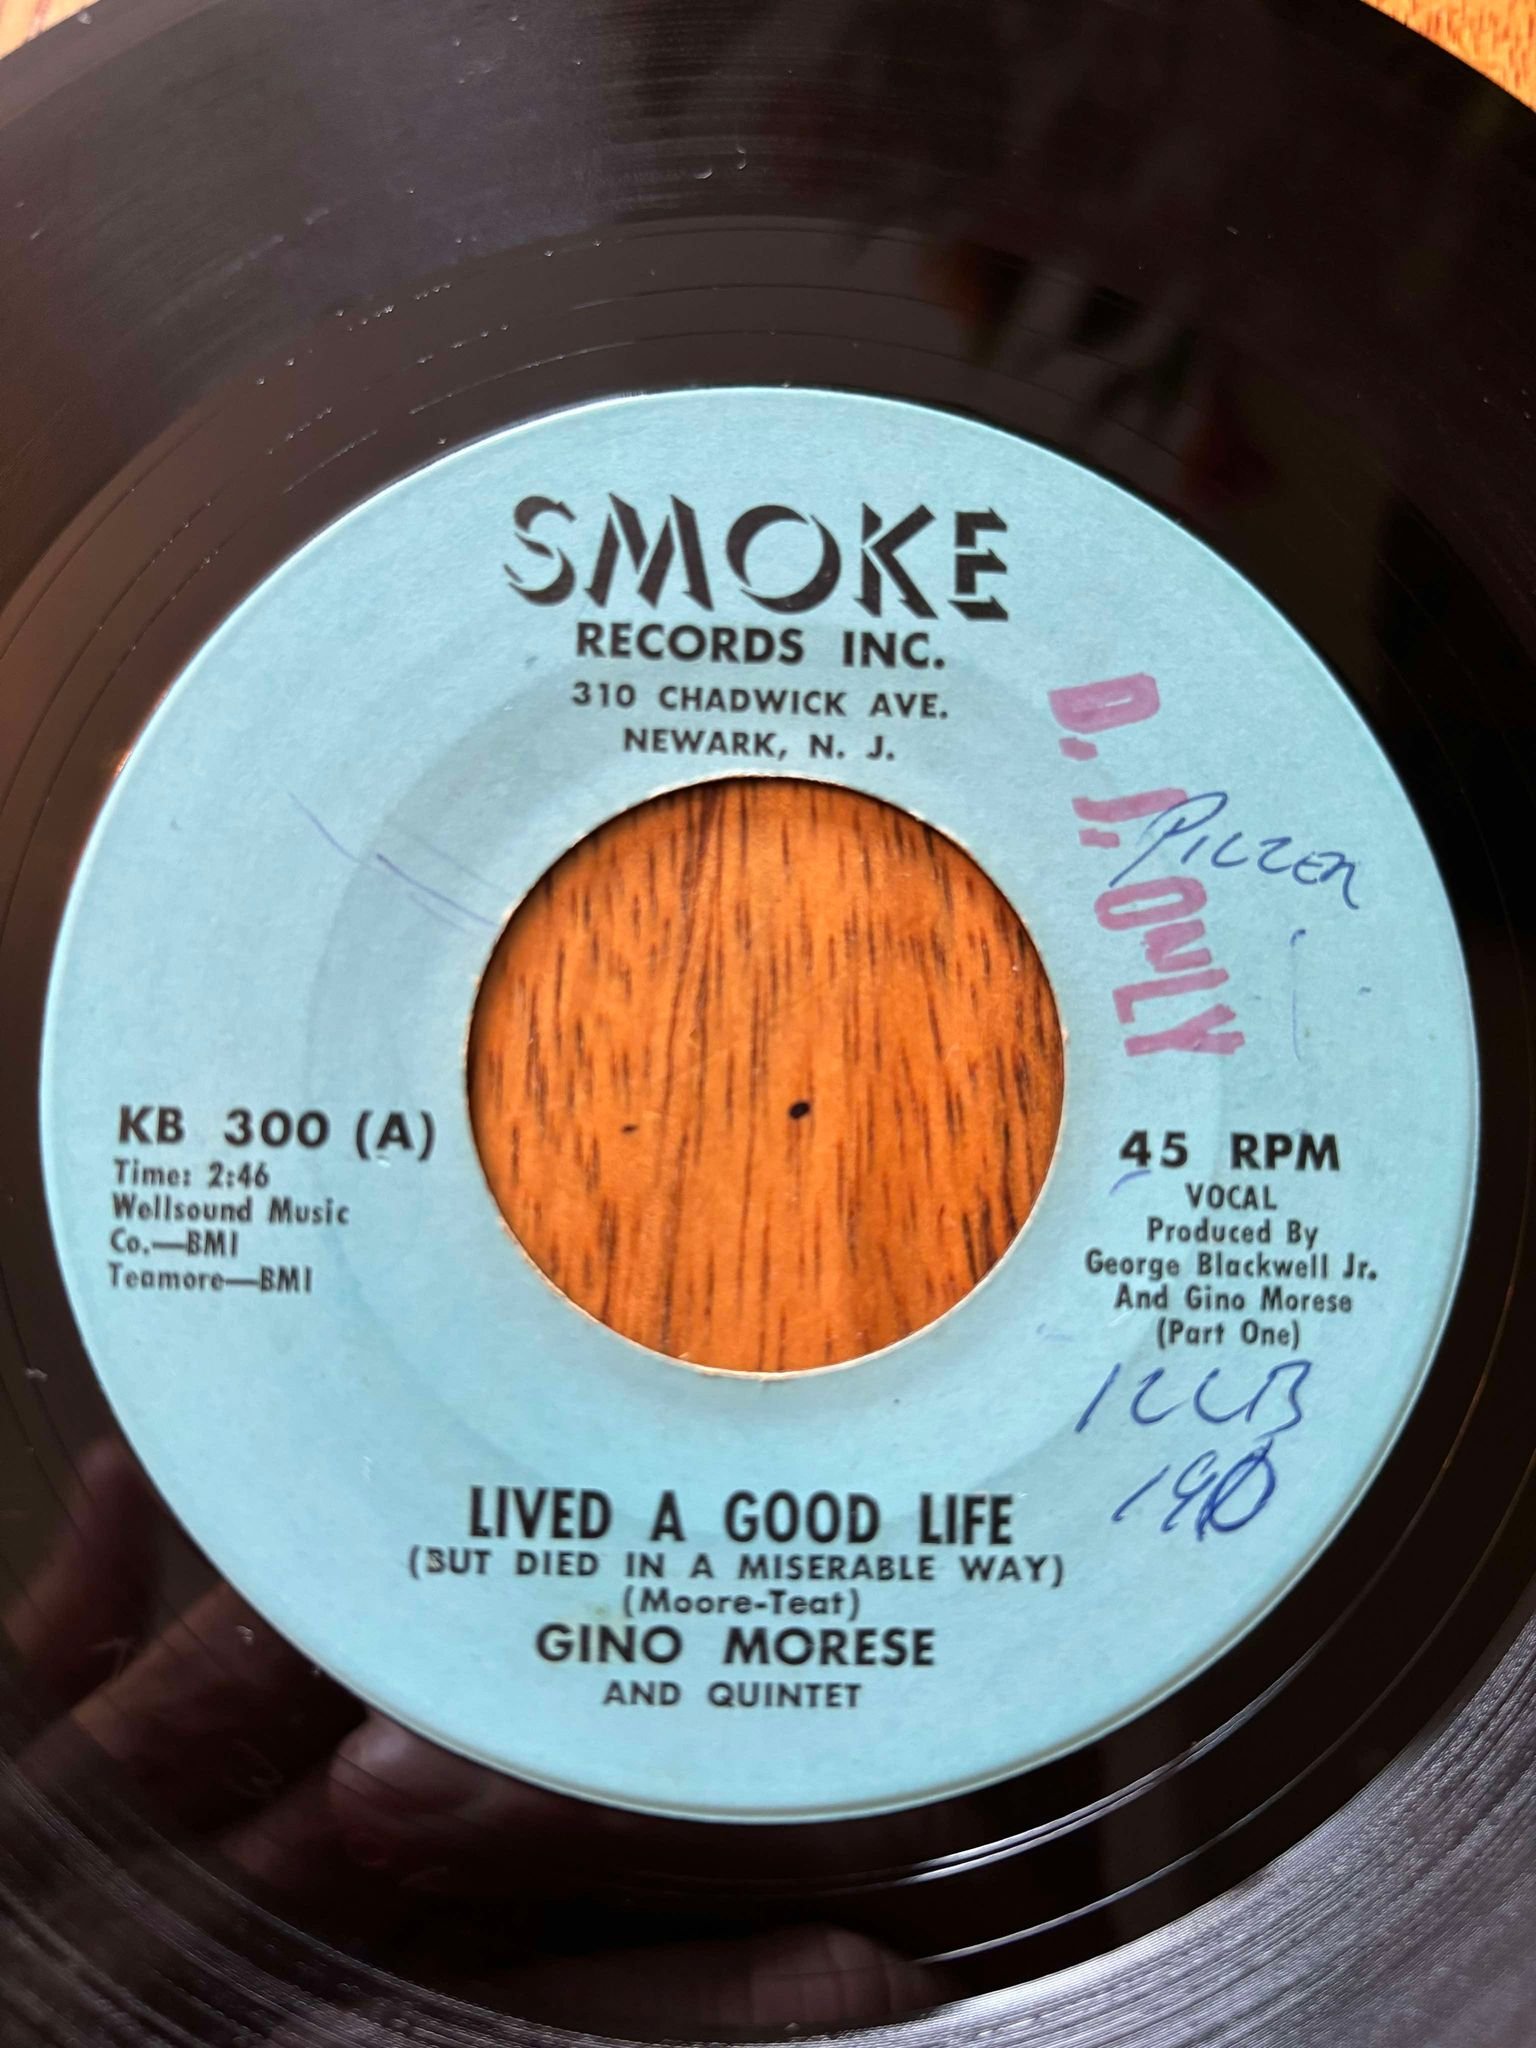 SMOKE
RECORDS INC.
310 CHADWICK AVE.
NEWARK, N. J.
D. J. ONLY
KB 300 (A)
Time: 2:46
Wellsound Music
Co.—BMI
Teamore—BMI
45 RPM
VOCAL
Produced By
George Blackwell Jr.
And Gino Morese
(Part One)
LIVED A GOOD LIFE
(BUT DIED IN A MISERABLE WAY)
(Moore-Teat)
GINO MORESE
AND QUINTET